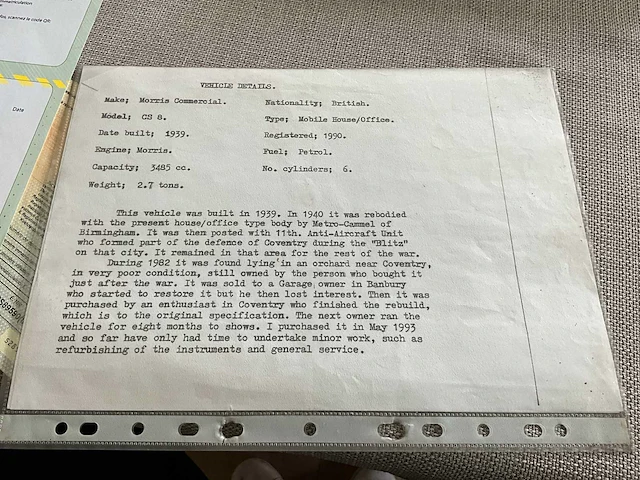 scannez le code QR
Date
VEHICLE DETAILS.
Make; Morris Commercial. Nationality; British.
Model; CS 8. Type; Mobile House/Office.
Date built; 1939. Registered; 1990.
Engine; Morris. Fuel; Petrol.
Capacity; 3485 cc. No. cylinders; 6.
Weight; 2.7 tons.
This vehicle was built in 1939. In 1940 it was rebodied
with the present house/office type body by Metro-Cammel of
Birmingham. It was then posted with 11th. Anti-Aircraft Unit
who formed part of the defence of Coventry during the "Blitz"
on that city. It remained in that area for the rest of the war.
During 1982 it was found lying in an orchard near Coventry,
in very poor condition, still owned by the person who bought it
just after the war. It was sold to a Garage owner in Banbury
who started to restore it but he then lost interest. Then it was
purchased by an enthusiast in Coventry who finished the rebuild,
which is to the original specification. The next owner ran the
vehicle for eight months to shows. I purchased it in May 1993
and so far have only had time to undertake minor work, such as
refurbishing of the instruments and general service.